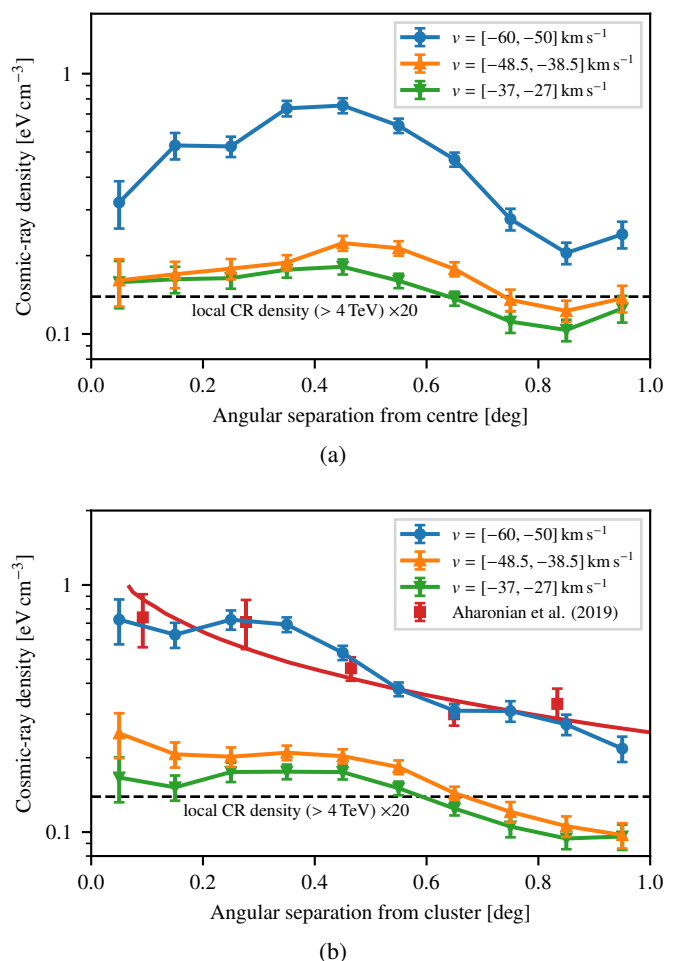 1
0.1
Cosmic-ray density [eV cm⁻³]
v = [−60, −50] km s⁻¹
v = [−48.5, −38.5] km s⁻¹
v = [−37, −27] km s⁻¹
local CR density (> 4 TeV) ×20
0.0 0.2 0.4 0.6 0.8 1.0
Angular separation from centre [deg]
(a)
1
0.1
Cosmic-ray density [eV cm⁻³]
v = [−60, −50] km s⁻¹
v = [−48.5, −38.5] km s⁻¹
v = [−37, −27] km s⁻¹
Aharonian et al. (2019)
local CR density (> 4 TeV) ×20
0.0 0.2 0.4 0.6 0.8 1.0
Angular separation from cluster [deg]
(b)